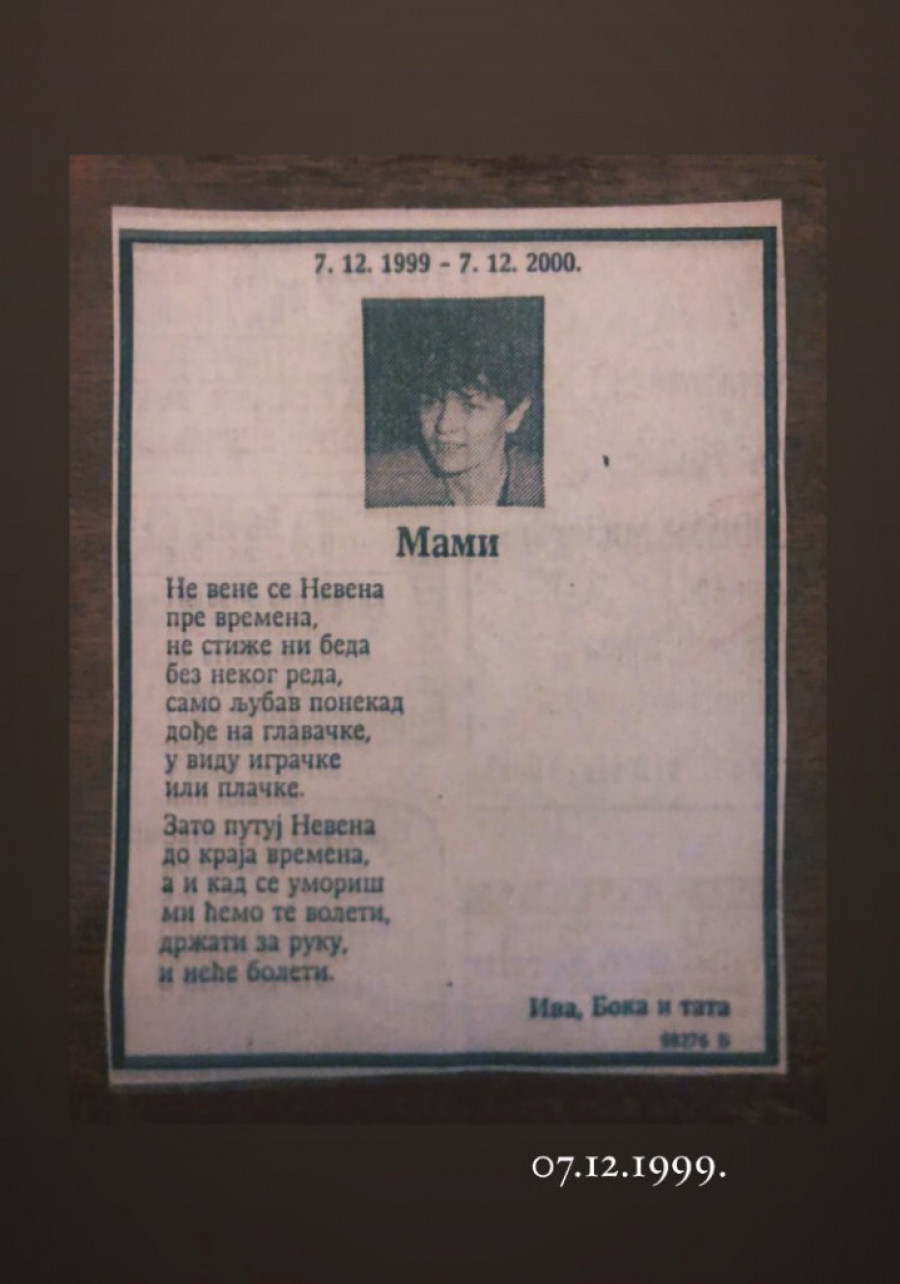 7. 12. 1999 – 7. 12. 2000.
Мами
Не вене се Невена
пре времена,
не стиже ни беда
без неког реда,
само љубав понекад
дође на главачке,
у виду играчке
или плачке.
Зато путуј Невена
до краја времена,
а и кад се умориш
ми ћемо те волети,
држати за руку,
и неће болети.
Ива, Бока и тата
07.12.1999.